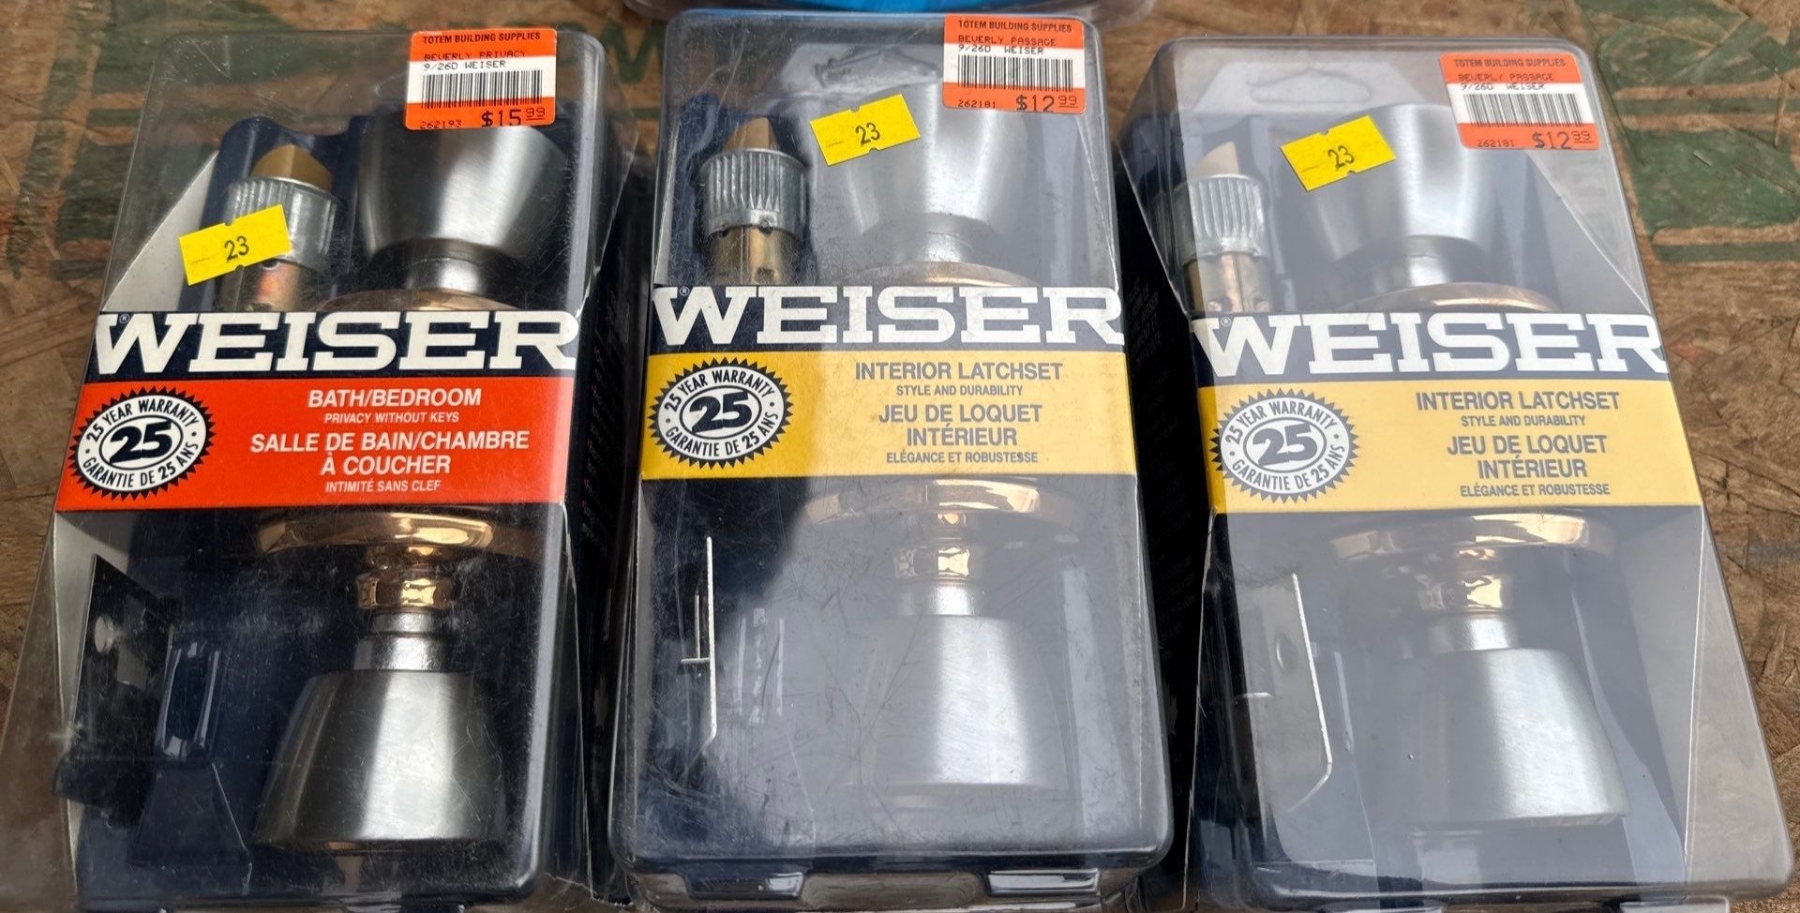 TOTEM BUILDING SUPPLIES
BEVERLY PRIVACY
9/26D WEISER
262193 $15.99
23
WEISER
25 YEAR WARRANTY
25
GARANTIE DE 25 ANS
BATH/BEDROOM
PRIVACY WITHOUT KEYS
SALLE DE BAIN/CHAMBRE
À COUCHER
INTIMITÉ SANS CLEF
TOTEM BUILDING SUPPLIES
BEVERLY PASSAGE
9/26D WEISER
262181 $12.99
23
®WEISER
25 YEAR WARRANTY
25
GARANTIE DE 25 ANS
INTERIOR LATCHSET
STYLE AND DURABILITY
JEU DE LOQUET
INTÉRIEUR
ELÉGANCE ET ROBUSTESSE
TOTEM BUILDING SUPPLIES
BEVERLY PASSAGE
9/26D WEISER
262181 $12.99
23
®WEISER
25 YEAR WARRANTY
25
GARANTIE DE 25 ANS
INTERIOR LATCHSET
STYLE AND DURABILITY
JEU DE LOQUET
INTÉRIEUR
ELÉGANCE ET ROBUSTESSE